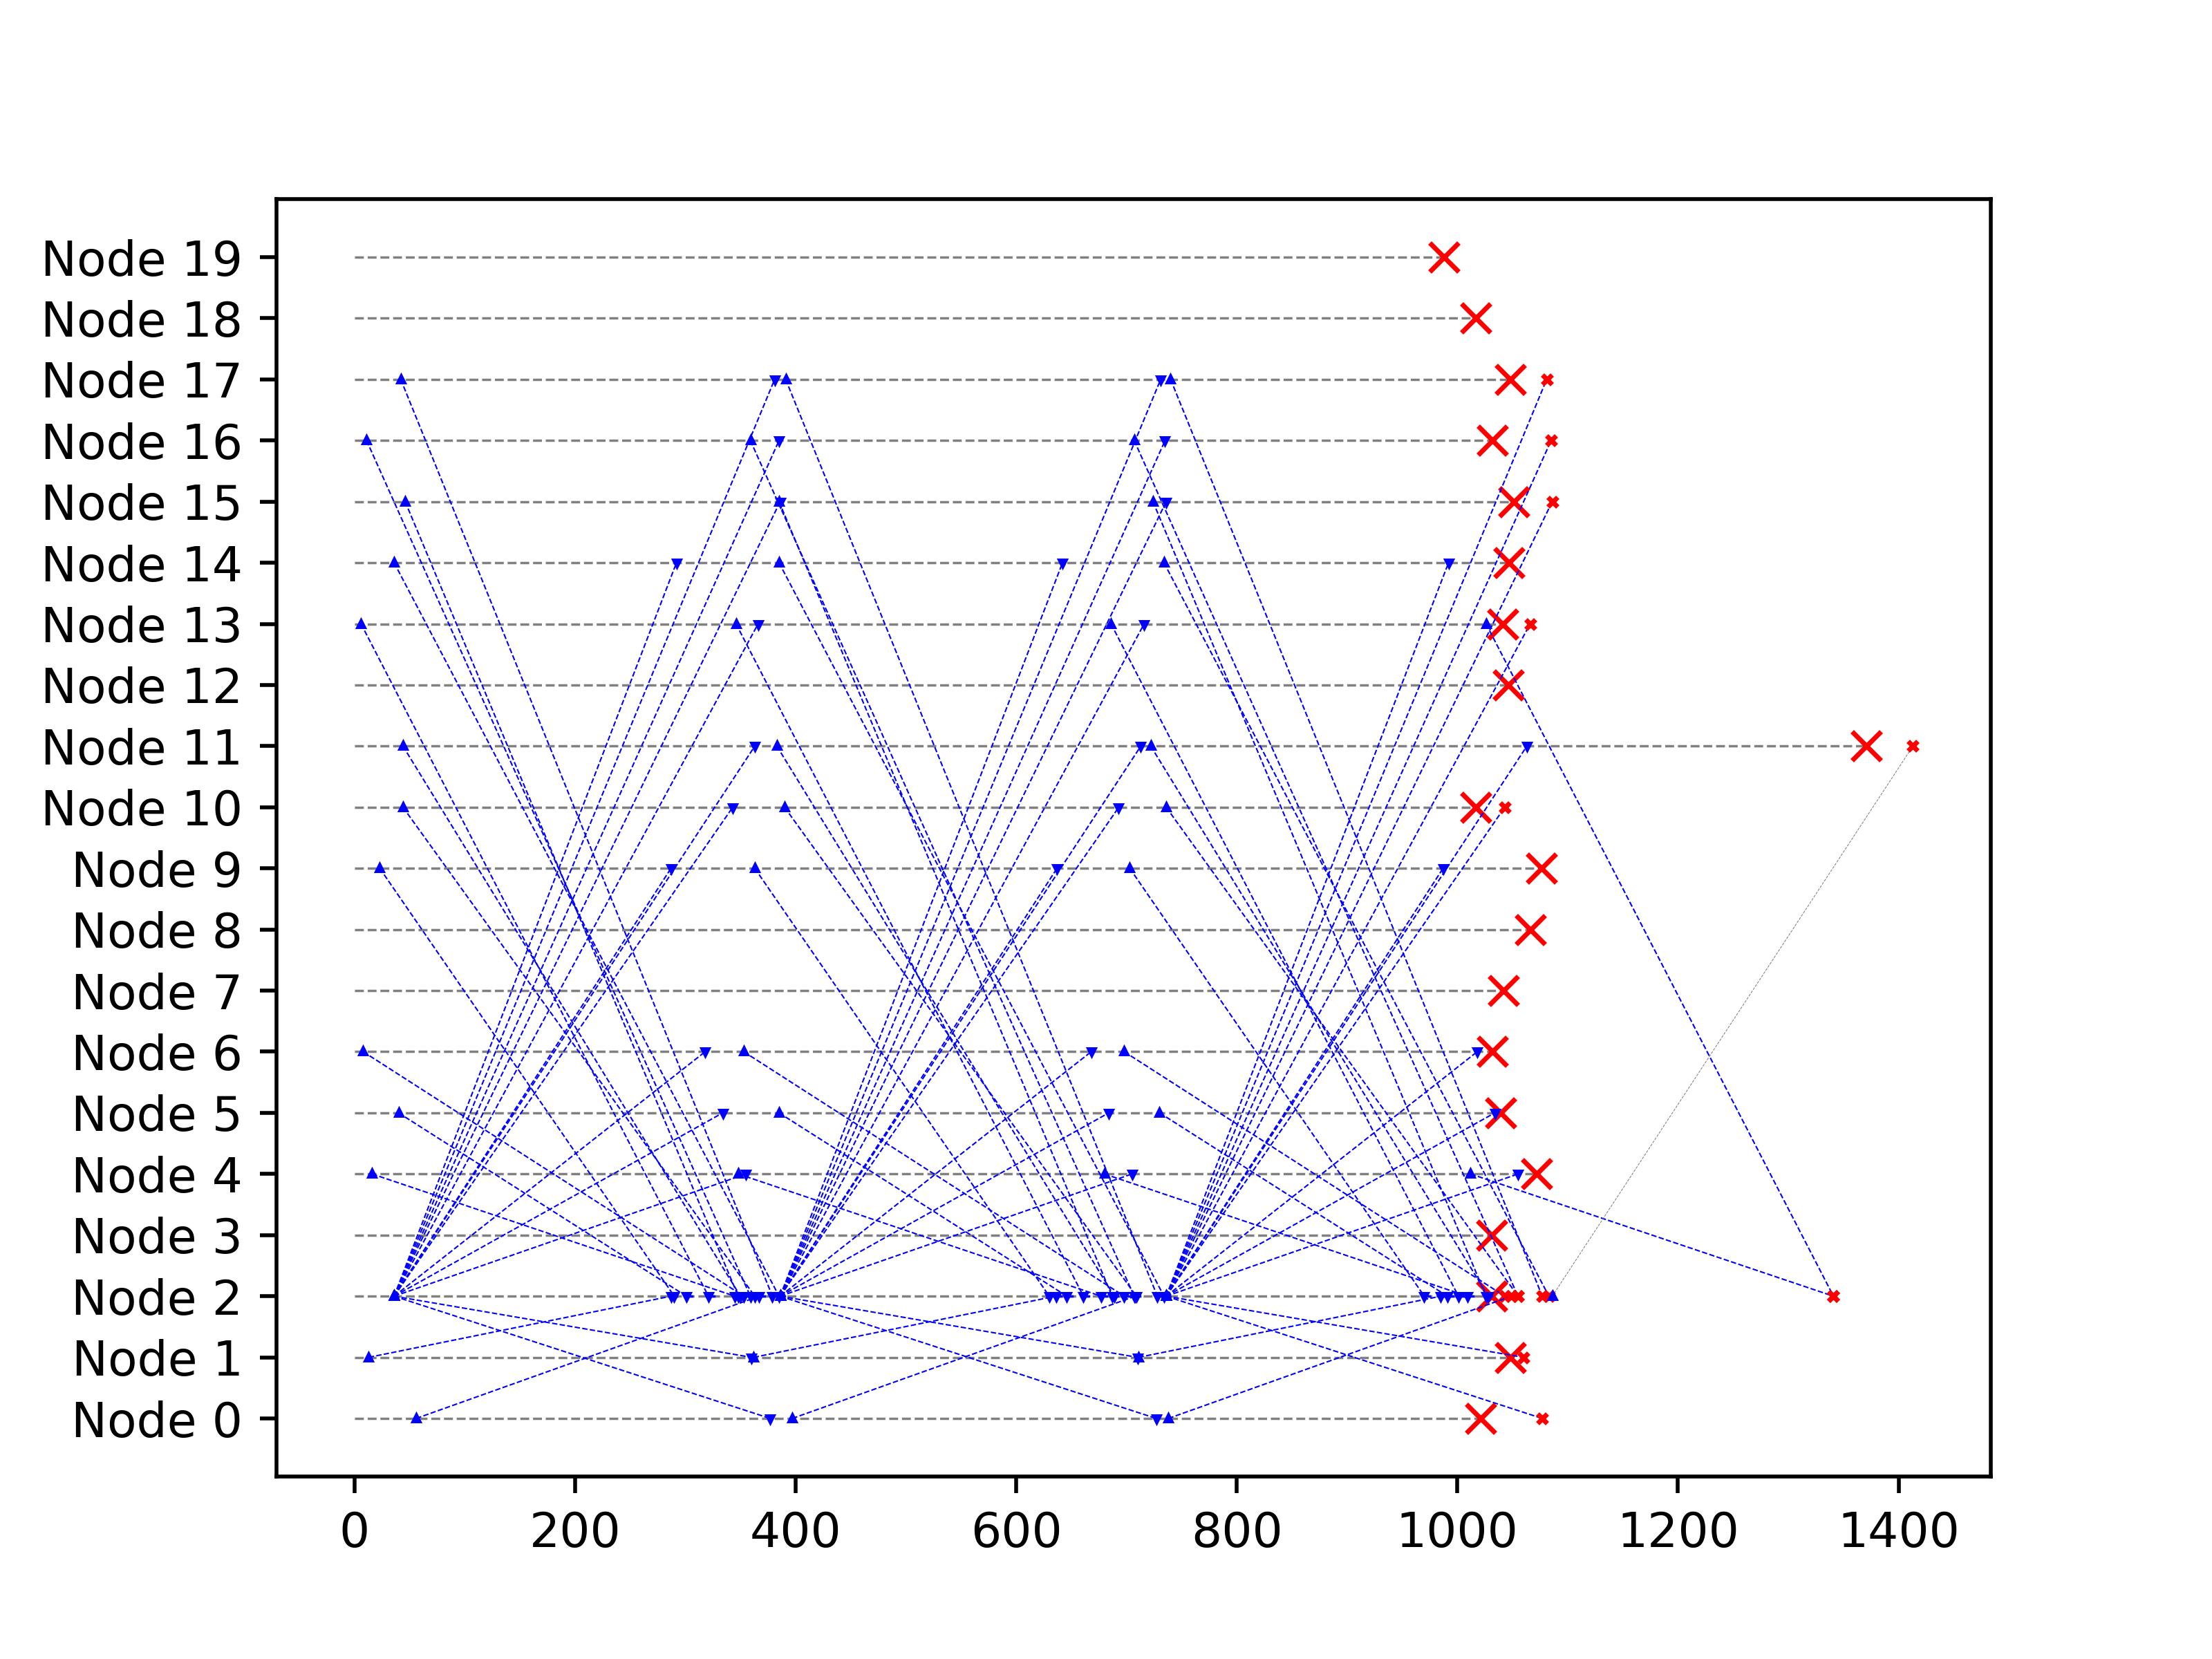 Node 19
Node 18
Node 17
Node 16
Node 15
Node 14
Node 13
Node 12
Node 11
Node 10
Node 9
Node 8
Node 7
Node 6
Node 5
Node 4
Node 3
Node 2
Node 1
Node 0
0 200 400 600 800 1000 1200 1400